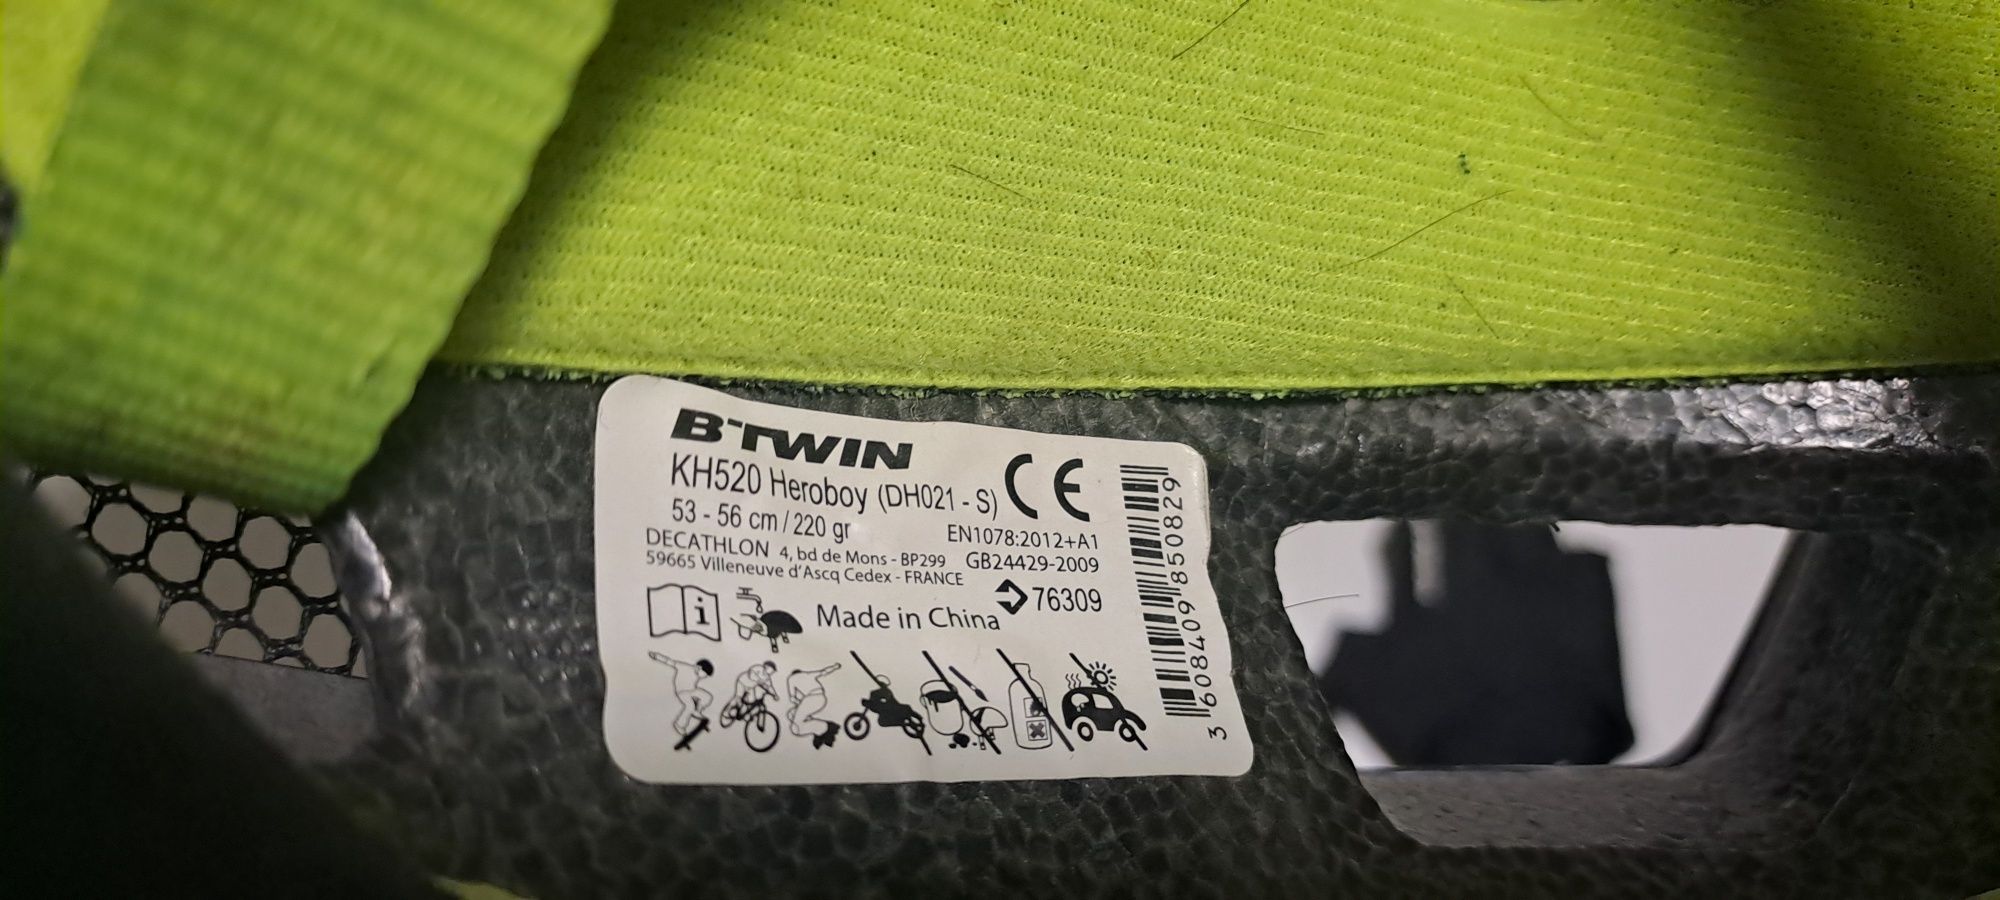 B'TWIN
KH520 Heroboy (DH021 - S)
CE
53 - 56 cm / 220 gr
EN1078:2012+A1
DECATHLON 4, bd de Mons - BP299
GB24429-2009
59665 Villeneuve d'Ascq Cedex - FRANCE
76309
i
Made in China
3 608409 850829